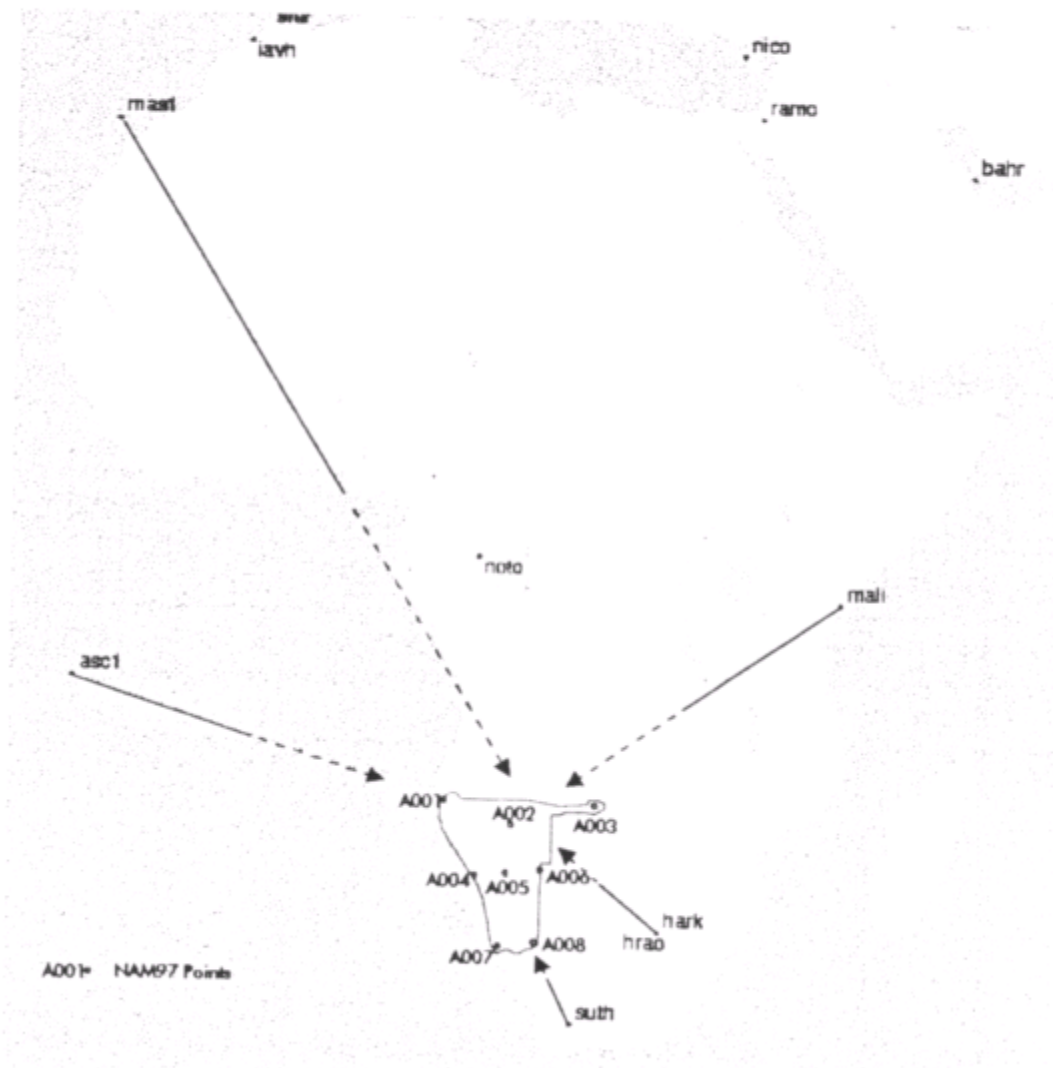 nico
iavh
mas1
ramo
bahr
noto
mali
asc1
A001
A002
A003
A004
A005
A006
hark
hrao
A007
A008
A001 NAM97 Points
suth